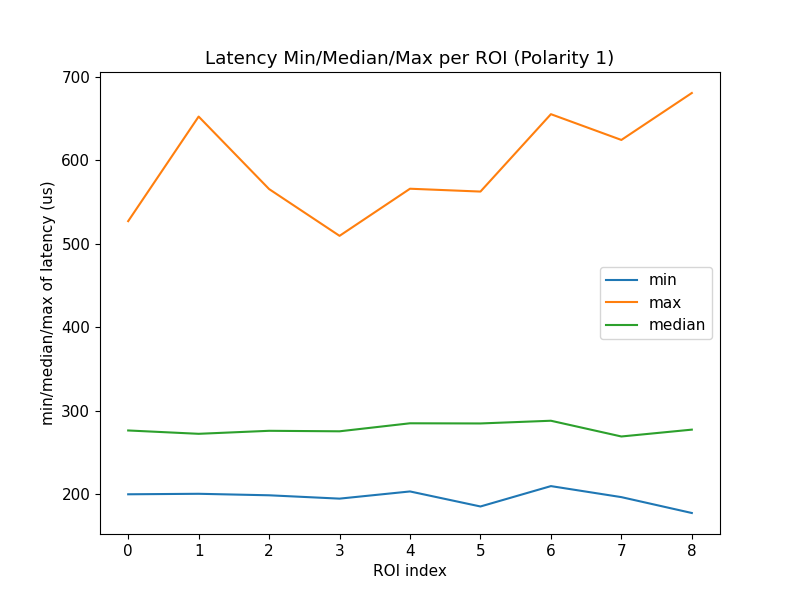 Latency Min/Median/Max per ROI (Polarity 1)
min/median/max of latency (us)
700
600
500
400
300
200
min
max
median
0 1 2 3 4 5 6 7 8
ROI index